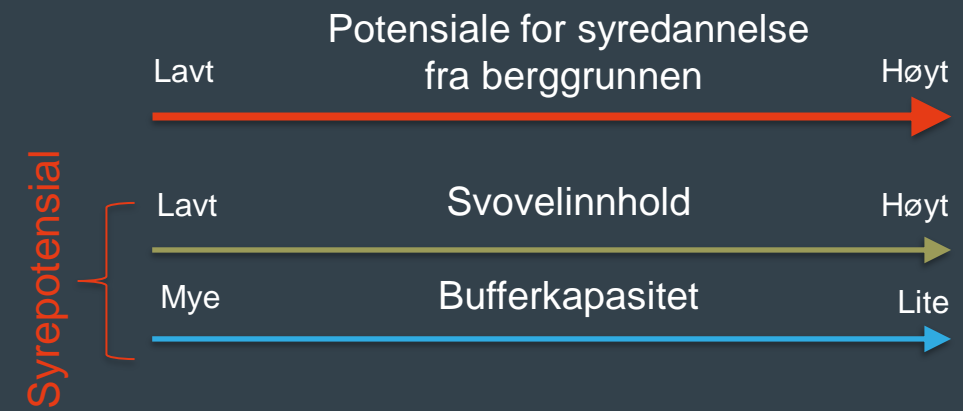 Potensiale for syredannelse
fra berggrunnen
Lavt
Høyt
Syrepotensial
Lavt
Svovelinnhold
Høyt
Mye
Bufferkapasitet
Lite